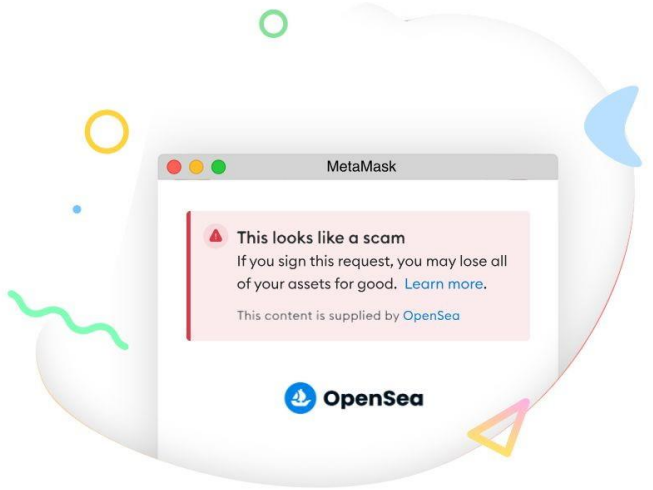 MetaMask
This looks like a scam
If you sign this request, you may lose all
of your assets for good. Learn more.
This content is supplied by OpenSea
OpenSea